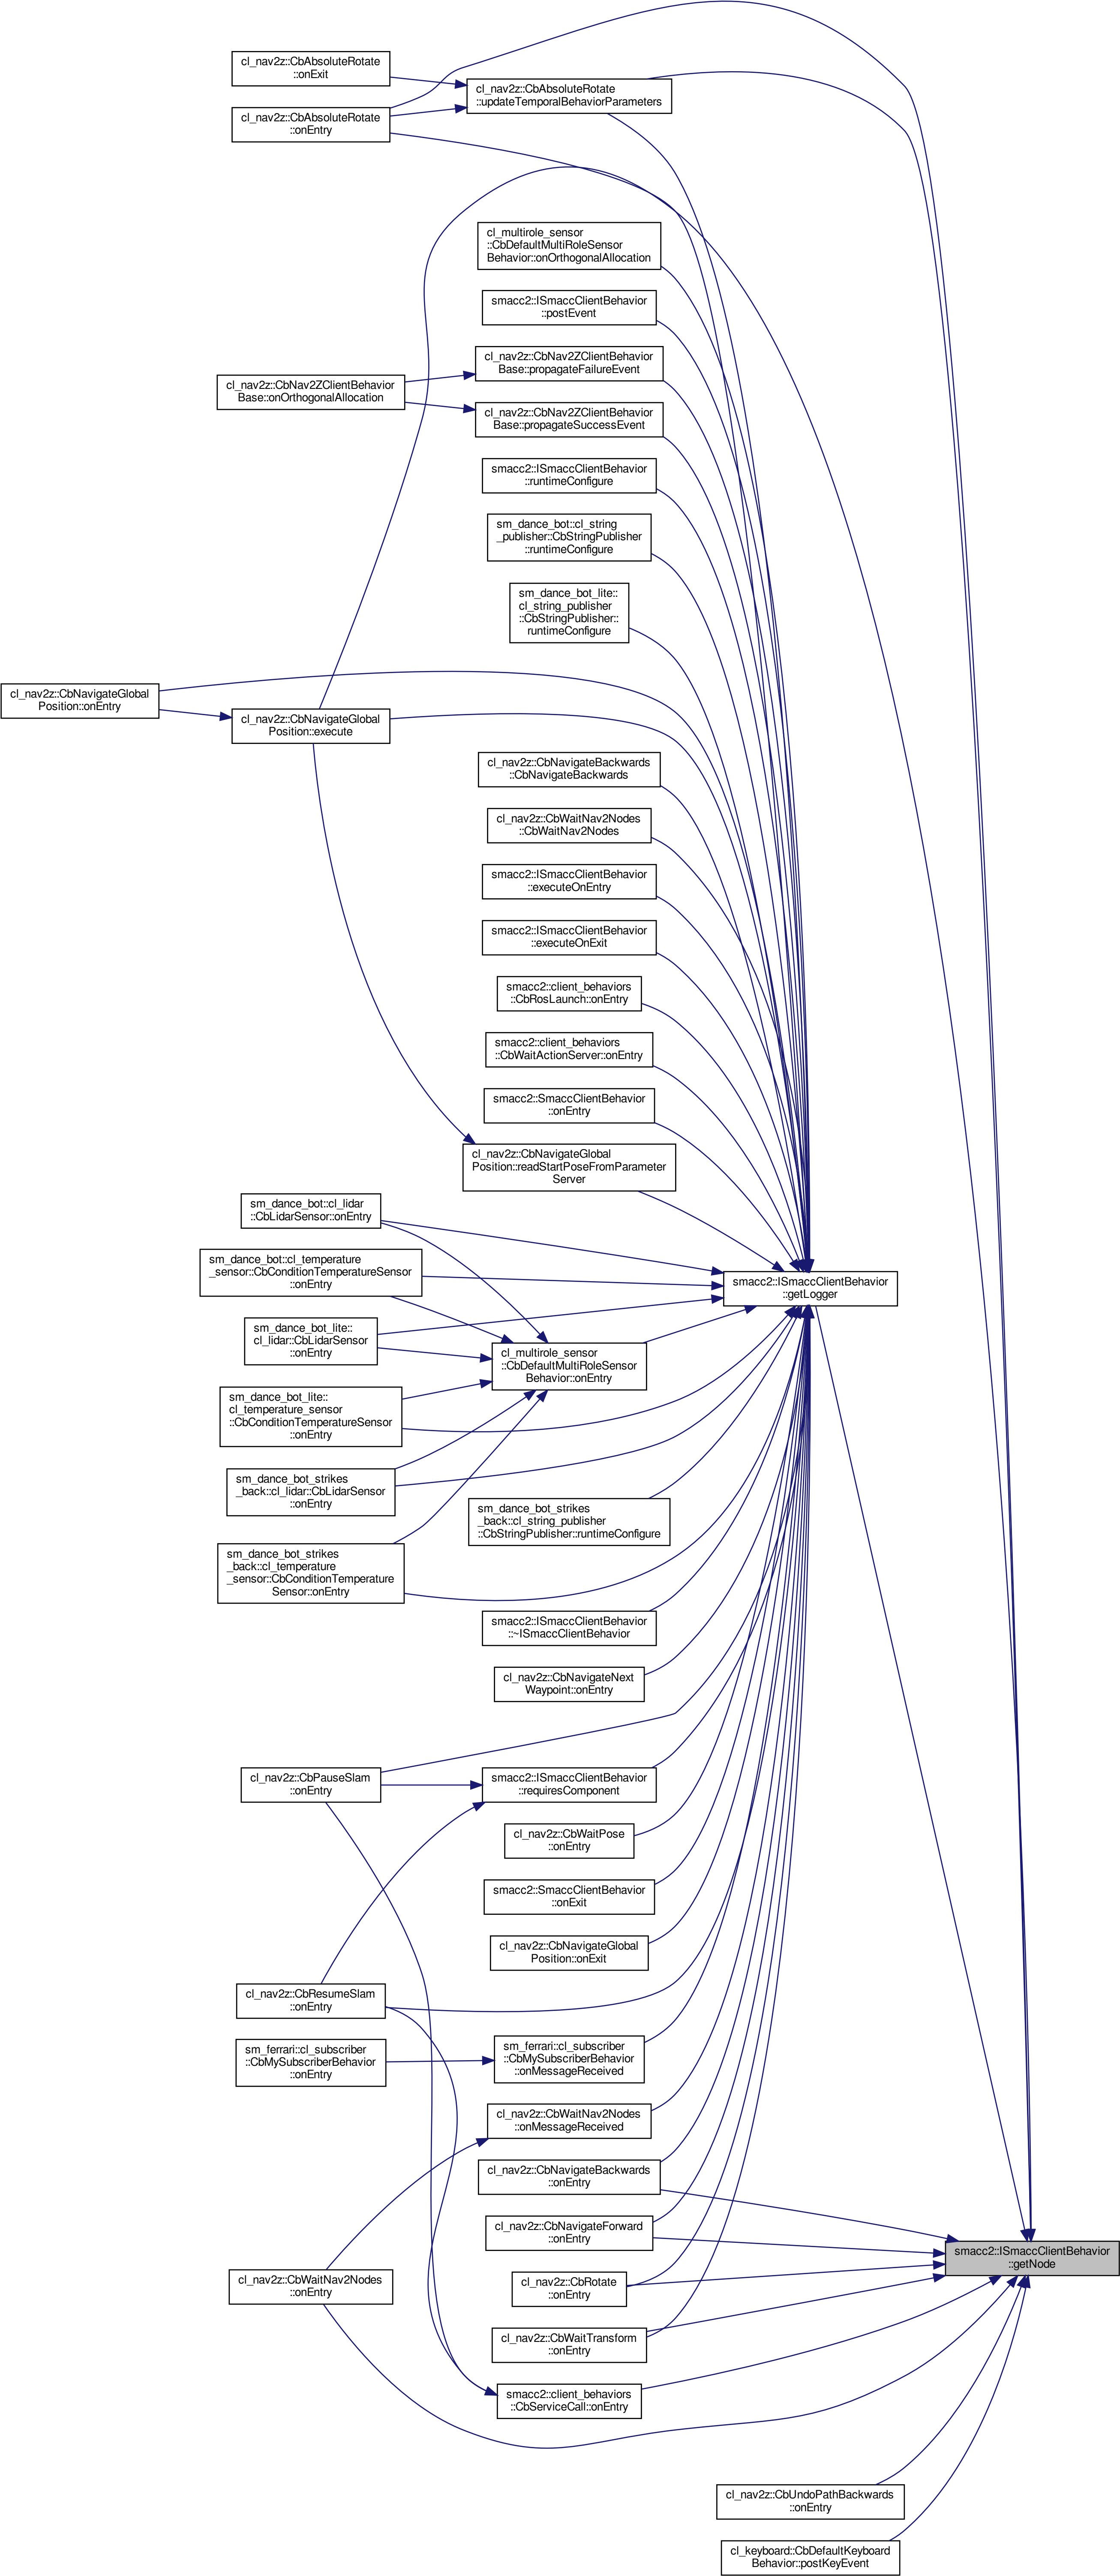 cl_nav2z::CbAbsoluteRotate
::onExit
cl_nav2z::CbAbsoluteRotate
::updateTemporalBehaviorParameters
cl_nav2z::CbAbsoluteRotate
::onEntry
cl_multirole_sensor
::CbDefaultMultiRoleSensor
Behavior::onOrthogonalAllocation
smacc2::ISmaccClientBehavior
::postEvent
cl_nav2z::CbNav2ZClientBehavior
Base::propagateFailureEvent
cl_nav2z::CbNav2ZClientBehavior
Base::onOrthogonalAllocation
cl_nav2z::CbNav2ZClientBehavior
Base::propagateSuccessEvent
smacc2::ISmaccClientBehavior
::runtimeConfigure
sm_dance_bot::cl_string
_publisher::CbStringPublisher
::runtimeConfigure
sm_dance_bot_lite::
cl_string_publisher
::CbStringPublisher::
runtimeConfigure
cl_nav2z::CbNavigateGlobal
Position::onEntry
cl_nav2z::CbNavigateGlobal
Position::execute
cl_nav2z::CbNavigateBackwards
::CbNavigateBackwards
cl_nav2z::CbWaitNav2Nodes
::CbWaitNav2Nodes
smacc2::ISmaccClientBehavior
::executeOnEntry
smacc2::ISmaccClientBehavior
::executeOnExit
smacc2::client_behaviors
::CbRosLaunch::onEntry
smacc2::client_behaviors
::CbWaitActionServer::onEntry
smacc2::SmaccClientBehavior
::onEntry
cl_nav2z::CbNavigateGlobal
Position::readStartPoseFromParameter
Server
sm_dance_bot::cl_lidar
::CbLidarSensor::onEntry
sm_dance_bot::cl_temperature
_sensor::CbConditionTemperatureSensor
::onEntry
smacc2::ISmaccClientBehavior
::getLogger
sm_dance_bot_lite::
cl_lidar::CbLidarSensor
::onEntry
cl_multirole_sensor
::CbDefaultMultiRoleSensor
Behavior::onEntry
sm_dance_bot_lite::
cl_temperature_sensor
::CbConditionTemperatureSensor
::onEntry
sm_dance_bot_strikes
_back::cl_lidar::CbLidarSensor
::onEntry
sm_dance_bot_strikes
_back::cl_string_publisher
::CbStringPublisher::runtimeConfigure
sm_dance_bot_strikes
_back::cl_temperature
_sensor::CbConditionTemperature
Sensor::onEntry
smacc2::ISmaccClientBehavior
::~ISmaccClientBehavior
cl_nav2z::CbNavigateNext
Waypoint::onEntry
cl_nav2z::CbPauseSlam
::onEntry
smacc2::ISmaccClientBehavior
::requiresComponent
cl_nav2z::CbWaitPose
::onEntry
smacc2::SmaccClientBehavior
::onExit
cl_nav2z::CbNavigateGlobal
Position::onExit
cl_nav2z::CbResumeSlam
::onEntry
sm_ferrari::cl_subscriber
::CbMySubscriberBehavior
::onEntry
sm_ferrari::cl_subscriber
::CbMySubscriberBehavior
::onMessageReceived
cl_nav2z::CbWaitNav2Nodes
::onMessageReceived
cl_nav2z::CbNavigateBackwards
::onEntry
cl_nav2z::CbNavigateForward
::onEntry
smacc2::ISmaccClientBehavior
::getNode
cl_nav2z::CbWaitNav2Nodes
::onEntry
cl_nav2z::CbRotate
::onEntry
cl_nav2z::CbWaitTransform
::onEntry
smacc2::client_behaviors
::CbServiceCall::onEntry
cl_nav2z::CbUndoPathBackwards
::onEntry
cl_keyboard::CbDefaultKeyboard
Behavior::postKeyEvent